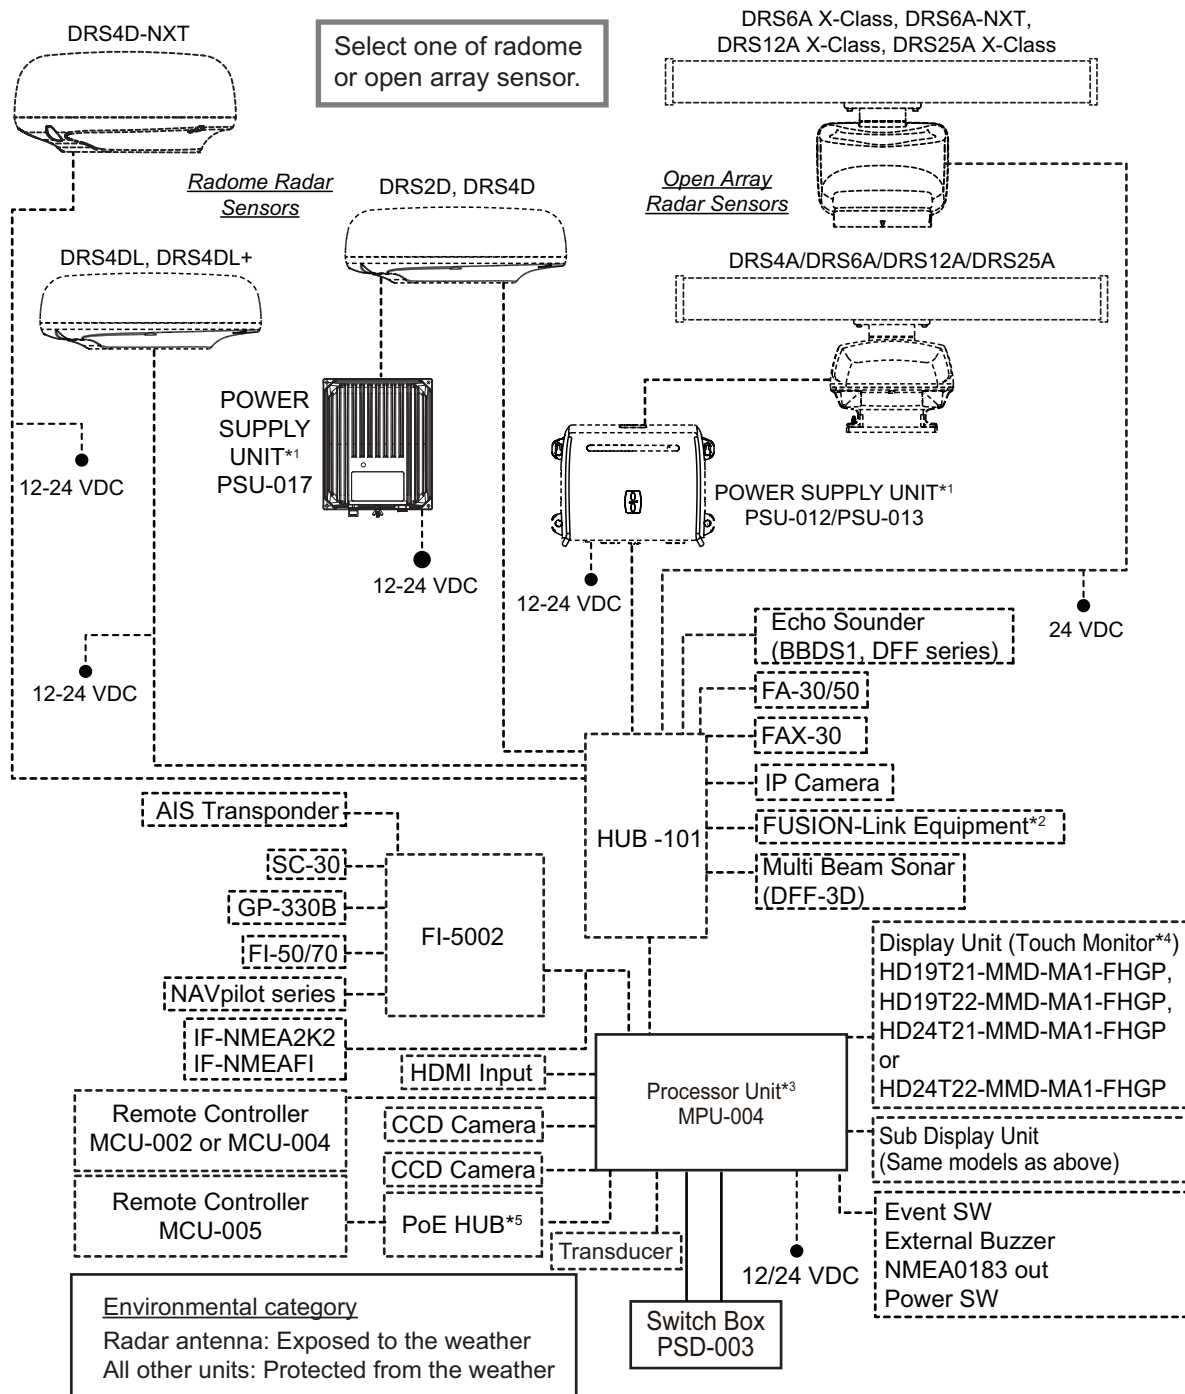 DRS4D-NXT
Select one of radome
or open array sensor.
DRS6A X-Class, DRS6A-NXT,
DRS12A X-Class, DRS25A X-Class
Radome Radar
Sensors
DRS2D, DRS4D
Open Array
Radar Sensors
DRS4DL, DRS4DL+
DRS4A/DRS6A/DRS12A/DRS25A
POWER
SUPPLY
UNIT*1
PSU-017
12-24 VDC
POWER SUPPLY UNIT*1
PSU-012/PSU-013
12-24 VDC
12-24 VDC
24 VDC
12-24 VDC
Echo Sounder
(BBDS1, DFF series)
FA-30/50
FAX-30
IP Camera
FUSION-Link Equipment*2
Multi Beam Sonar
(DFF-3D)
HUB -101
AIS Transponder
SC-30
GP-330B
FI-50/70
NAVpilot series
IF-NMEA2K2
IF-NMEAFI
FI-5002
Display Unit (Touch Monitor*4)
HD19T21-MMD-MA1-FHGP,
HD19T22-MMD-MA1-FHGP,
HD24T21-MMD-MA1-FHGP
or
HD24T22-MMD-MA1-FHGP
HDMI Input
Processor Unit*3
MPU-004
Remote Controller
MCU-002 or MCU-004
CCD Camera
CCD Camera
Sub Display Unit
(Same models as above)
Remote Controller
MCU-005
PoE HUB*5
Transducer
12/24 VDC
Event SW
External Buzzer
NMEA0183 out
Power SW
Switch Box
PSD-003
Environmental category
Radar antenna: Exposed to the weather
All other units: Protected from the weather